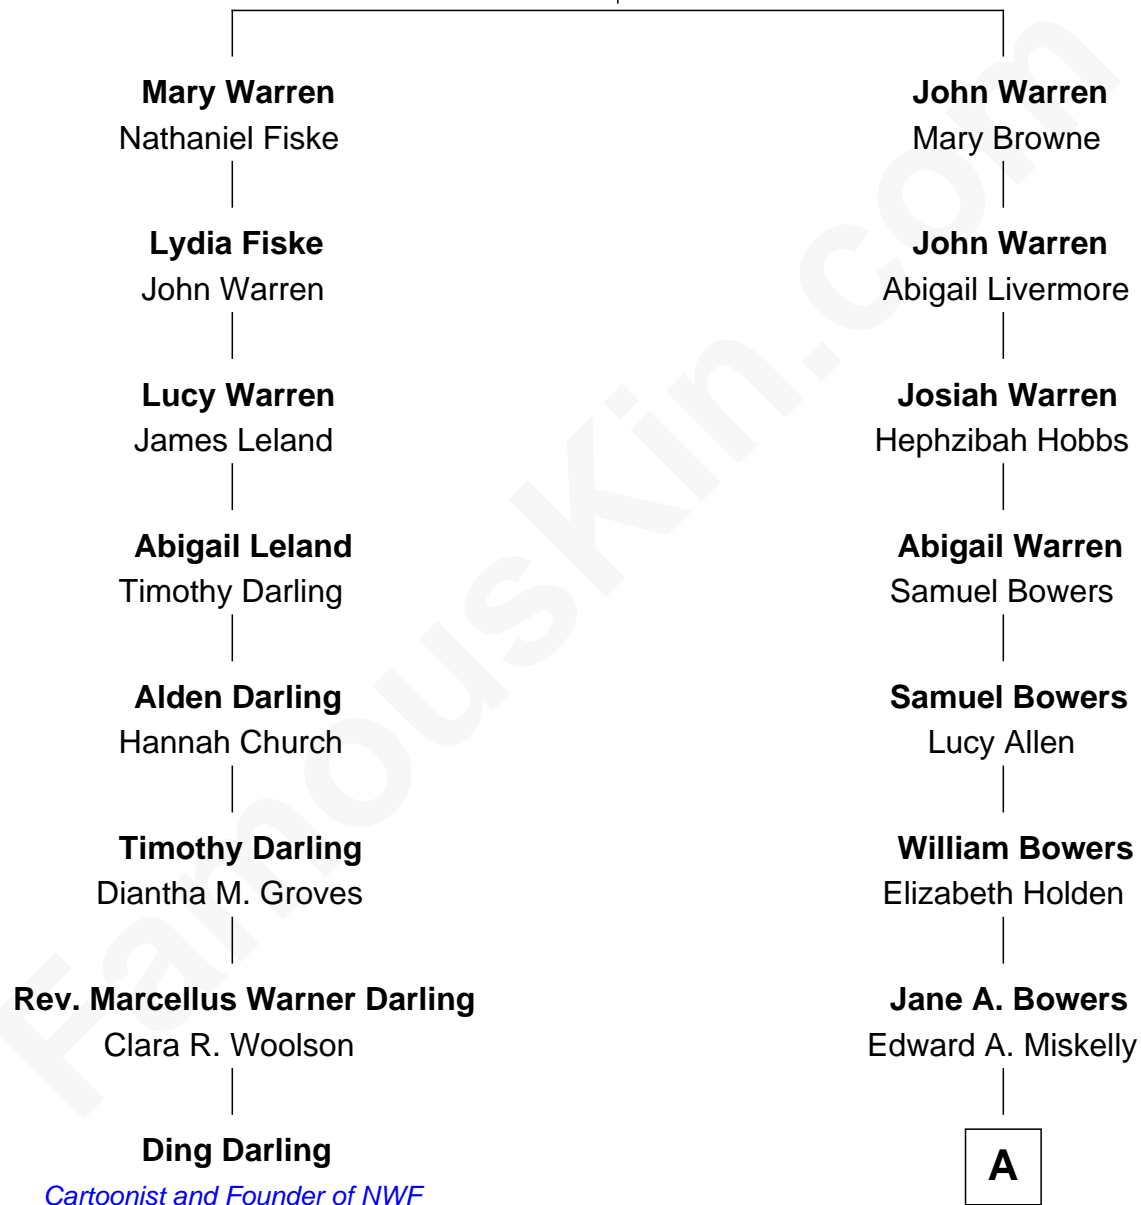 Mary Warren
Nathaniel Fiske
Lydia Fiske
John Warren
Lucy Warren
James Leland
Abigail Leland
Timothy Darling
Alden Darling
Hannah Church
Timothy Darling
Diantha M. Groves
Rev. Marcellus Warner Darling
Clara R. Woolson
Ding Darling
Cartoonist and Founder of NWF
John Warren
Mary Browne
John Warren
Abigail Livermore
Josiah Warren
Hephzibah Hobbs
Abigail Warren
Samuel Bowers
Samuel Bowers
Lucy Allen
William Bowers
Elizabeth Holden
Jane A. Bowers
Edward A. Miskelly
A
FamousKin.com